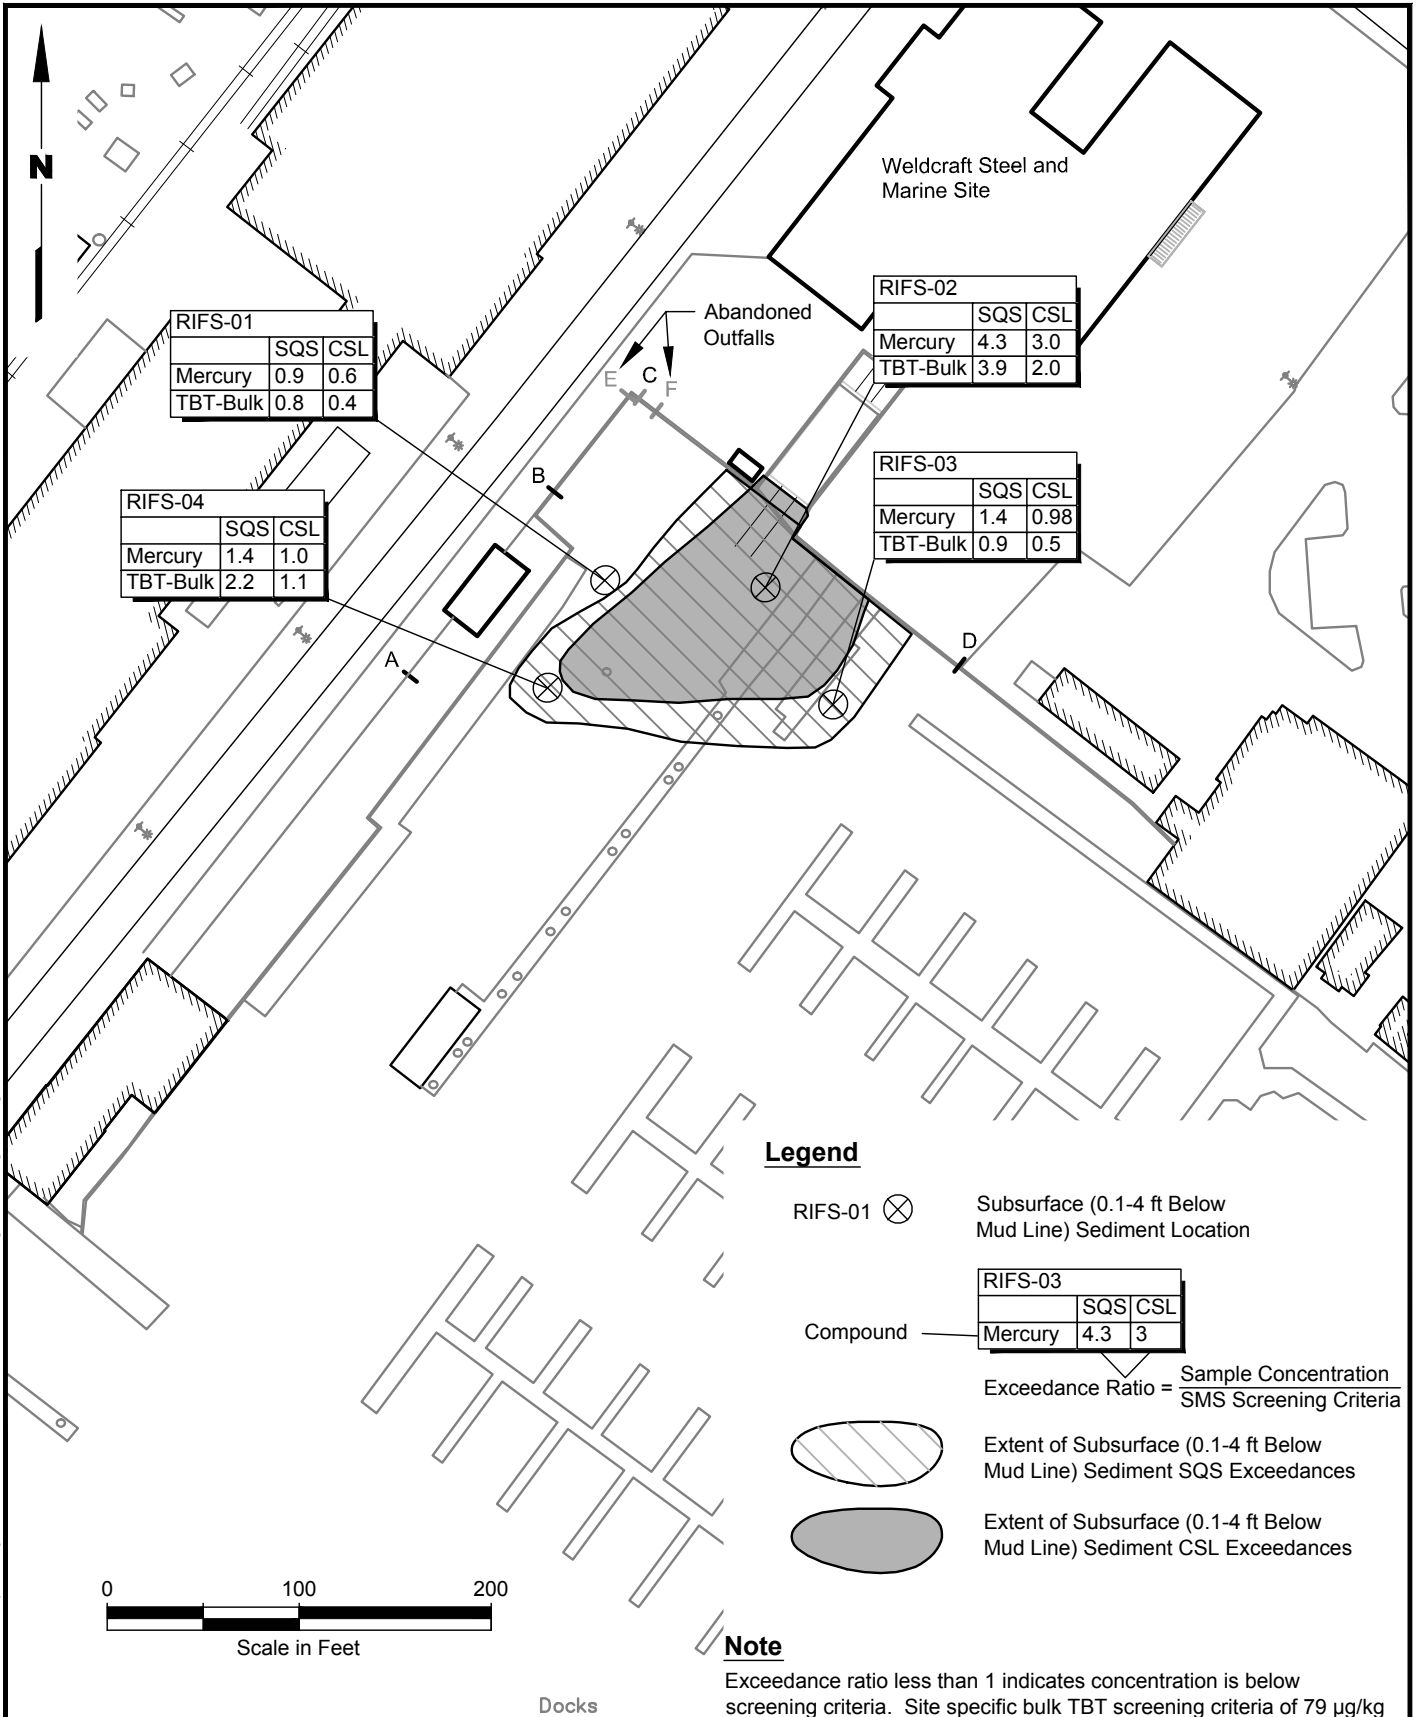 N
Weldcraft Steel and
Marine Site
RIFS-02
SQS CSL
Mercury 4.3 3.0
TBT-Bulk 3.9 2.0
Abandoned
Outfalls
RIFS-01
SQS CSL
Mercury 0.9 0.6
TBT-Bulk 0.8 0.4
E C F
B
RIFS-03
SQS CSL
Mercury 1.4 0.98
TBT-Bulk 0.9 0.5
RIFS-04
SQS CSL
Mercury 1.4 1.0
TBT-Bulk 2.2 1.1
D
A
Legend
RIFS-01
Subsurface (0.1-4 ft Below
Mud Line) Sediment Location
RIFS-03
SQS CSL
Mercury 4.3 3
Compound
Exceedance Ratio = Sample Concentration
SMS Screening Criteria
Extent of Subsurface (0.1-4 ft Below
Mud Line) Sediment SQS Exceedances
Extent of Subsurface (0.1-4 ft Below
Mud Line) Sediment CSL Exceedances
0 100 200
Scale in Feet
Note
Exceedance ratio less than 1 indicates concentration is below
screening criteria. Site specific bulk TBT screening criteria of 79 µg/kg
Docks